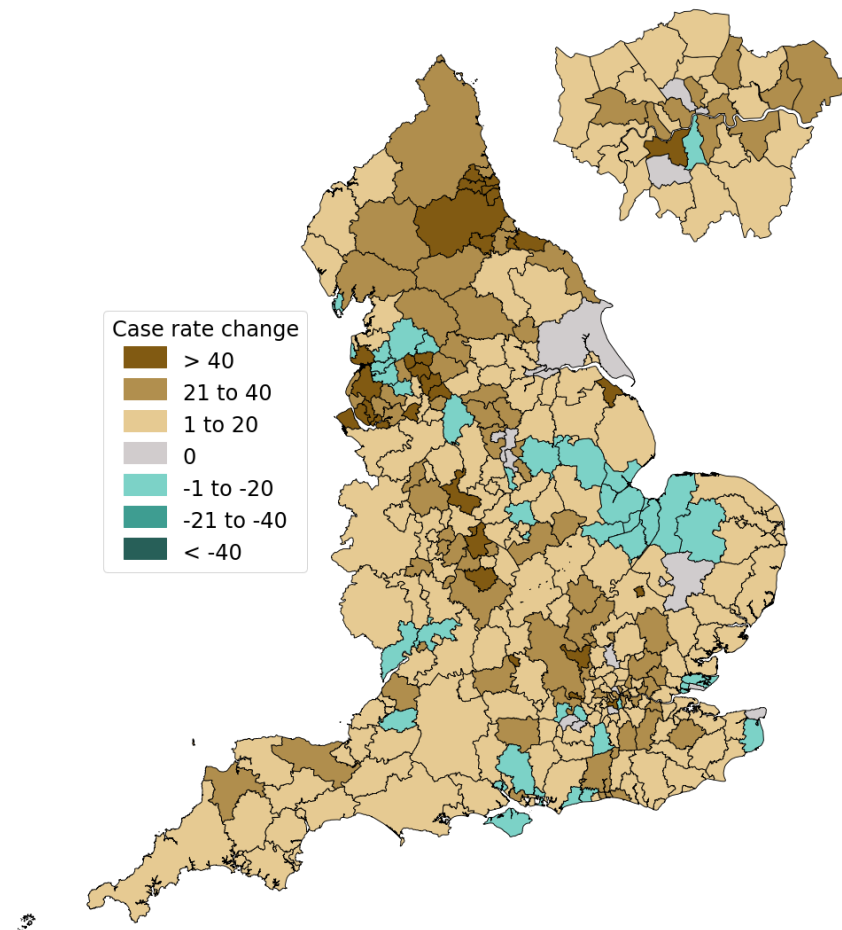 Case rate change
> 40
21 to 40
1 to 20
0
-1 to -20
-21 to -40
< -40